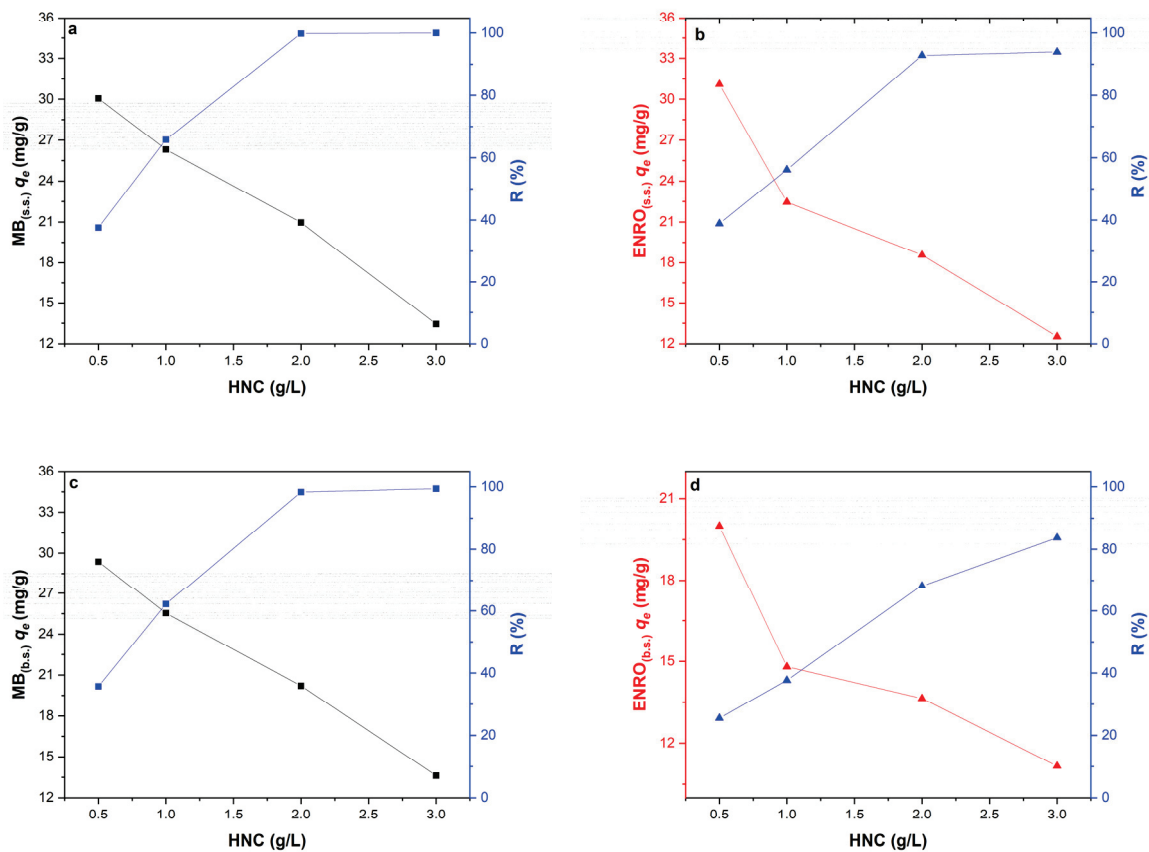 a
36
33
30
27
24
21
18
15
12
MB(s.s.) qe (mg/g)
100
80
60
40
20
0
R (%)
0.5 1.0 1.5 2.0 2.5 3.0
HNC (g/L)
b
36
33
30
27
24
21
18
15
12
ENRO(s.s.) qe (mg/g)
100
80
60
40
20
0
R (%)
0.5 1.0 1.5 2.0 2.5 3.0
HNC (g/L)
c
36
33
30
27
24
21
18
15
12
MB(b.s.) qe (mg/g)
100
80
60
40
20
0
R (%)
0.5 1.0 1.5 2.0 2.5 3.0
HNC (g/L)
d
21
18
15
12
ENRO(b.s.) qe (mg/g)
100
80
60
40
20
0
R (%)
0.5 1.0 1.5 2.0 2.5 3.0
HNC (g/L)